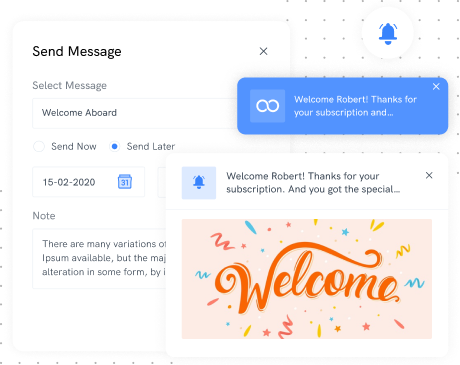 Send Message
Select Message
Welcome Aboard
Send Now
Send Later
15-02-2020
31
Note
There are many variations of
Ipsum available, but the maj
alteration in some form, by i
Welcome Robert! Thanks for
your subscription and...
Welcome Robert! Thanks for your
subscription. And you got the special...
Welcome